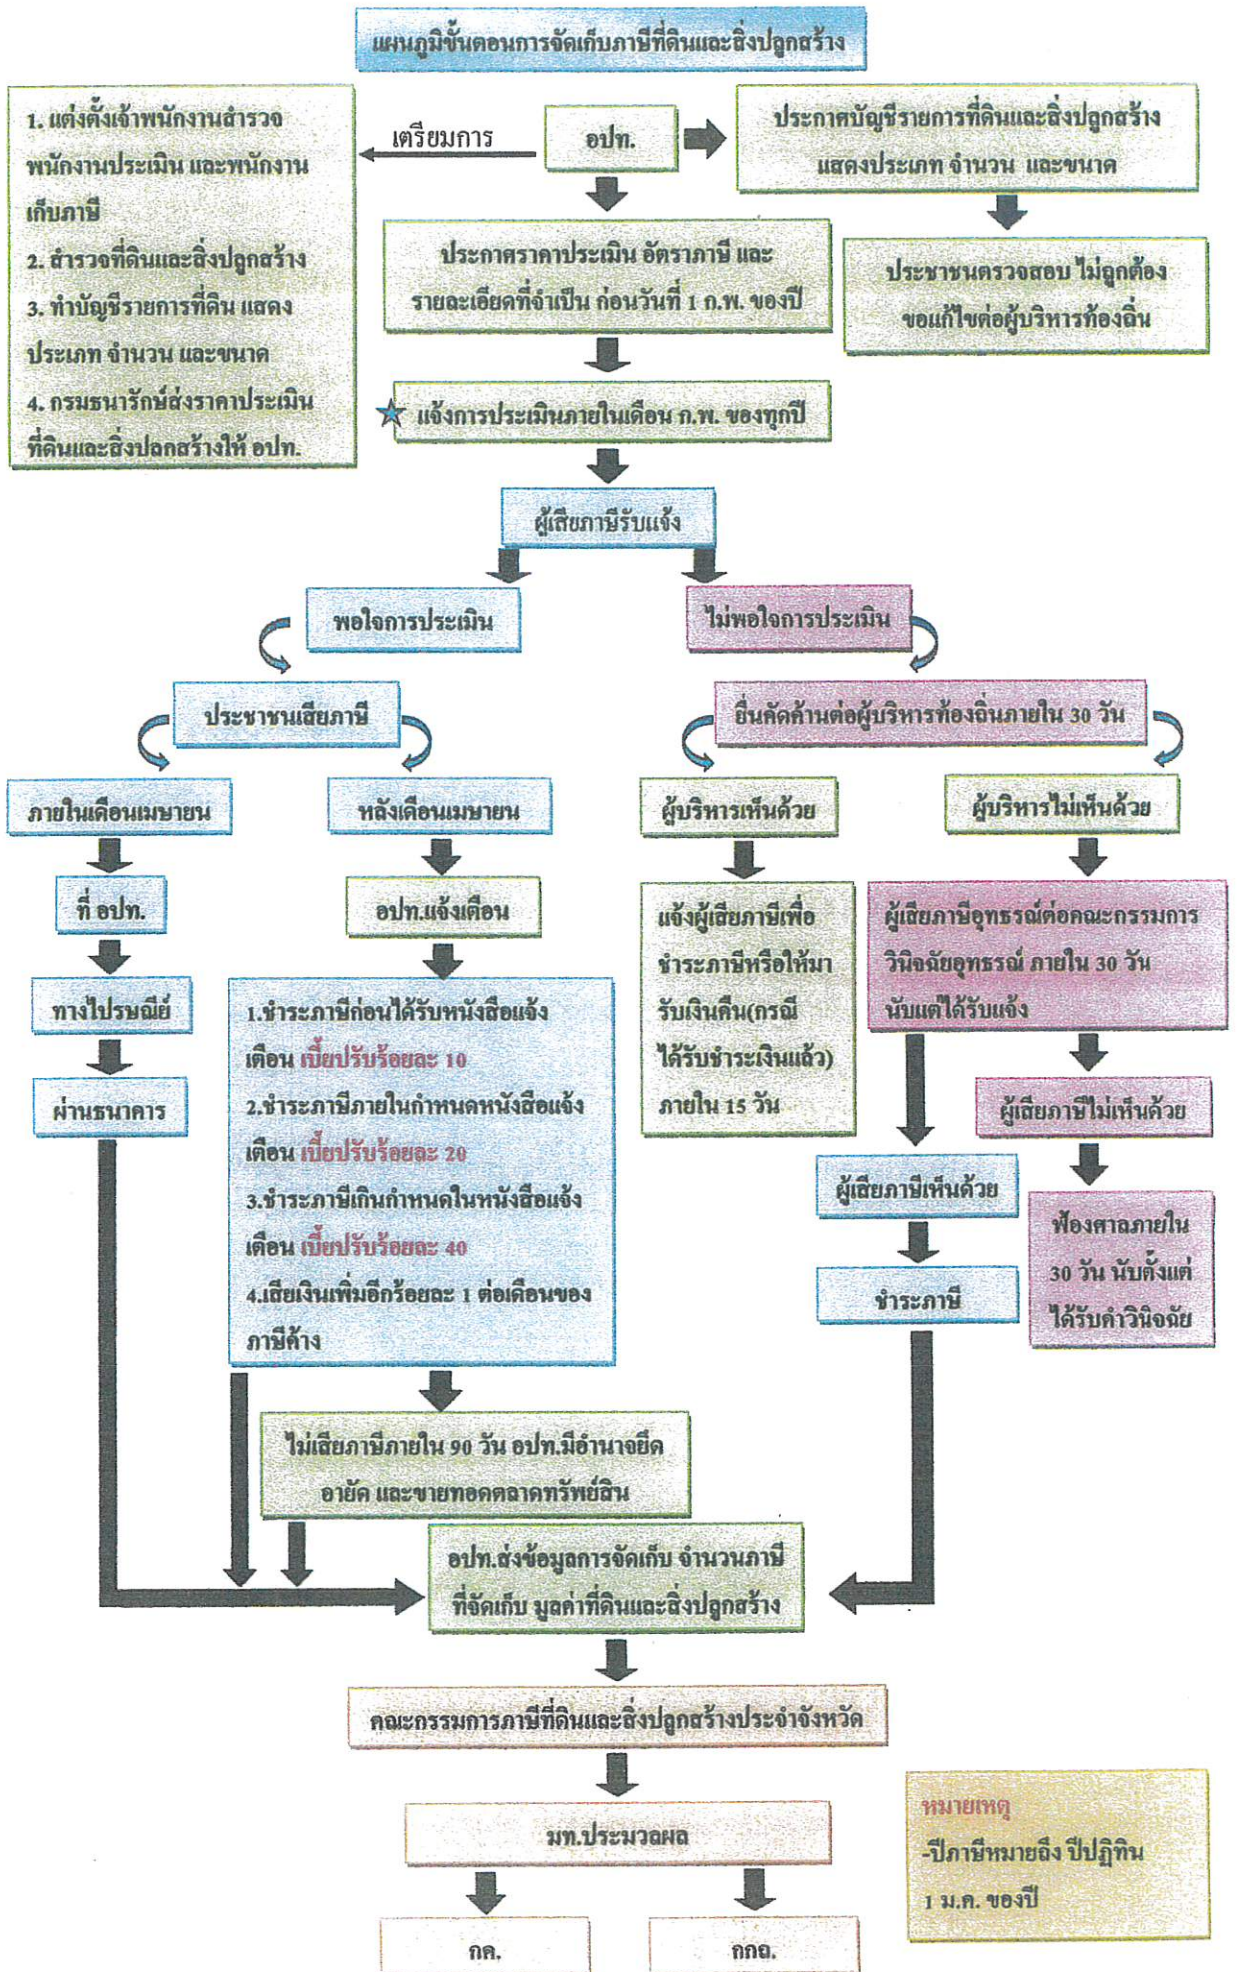 แผนภูมิขั้นตอนการจัดเก็บภาษีที่ดินและสิ่งปลูกสร้าง
1. แต่งตั้งเจ้าพนักงานสำรวจ
พนักงานประเมิน และพนักงาน
เก็บภาษี
2. สำรวจที่ดินและสิ่งปลูกสร้าง
3. ทำบัญชีรายการที่ดิน แสดง
ประเภท จำนวน และขนาด
4. กรมธนารักษ์ส่งราคาประเมิน
ที่ดินและสิ่งปลูกสร้างให้ อปท.
เตรียมการ
อปท.
ประกาศบัญชีรายการที่ดินและสิ่งปลูกสร้าง
แสดงประเภท จำนวน และขนาด
ประกาศราคาประเมิน อัตราภาษี และ
รายละเอียดที่จำเป็น ก่อนวันที่ 1 ก.พ. ของปี
ประชาชนตรวจสอบ ไม่ถูกต้อง
ขอแก้ไขต่อผู้บริหารท้องถิ่น
แจ้งการประเมินภายในเดือน ก.พ. ของทุกปี
ผู้เสียภาษีรับแจ้ง
พอใจการประเมิน
ไม่พอใจการประเมิน
ประชาชนเสียภาษี
ยื่นคัดค้านต่อผู้บริหารท้องถิ่นภายใน 30 วัน
ภายในเดือนเมษายน
หลังเดือนเมษายน
ผู้บริหารเห็นด้วย
ผู้บริหารไม่เห็นด้วย
ที่ อปท.
อปท.แจ้งเตือน
ทางไปรษณีย์
ผ่านธนาคาร
1.ชำระภาษีก่อนได้รับหนังสือแจ้ง
เตือน เบี้ยปรับร้อยละ 10
2.ชำระภาษีภายในกำหนดหนังสือแจ้ง
เตือน เบี้ยปรับร้อยละ 20
3.ชำระภาษีเกินกำหนดในหนังสือแจ้ง
เตือน เบี้ยปรับร้อยละ 40
4.เสียเงินเพิ่มอีกร้อยละ 1 ต่อเดือนของ
ภาษีค้าง
แจ้งผู้เสียภาษีเพื่อ
ชำระภาษีหรือให้มา
รับเงินคืน(กรณี
ได้รับชำระเงินแล้ว)
ภายใน 15 วัน
ผู้เสียภาษีอุทธรณ์ต่อคณะกรรมการ
วินิจฉัยอุทธรณ์ ภายใน 30 วัน
นับแต่ได้รับแจ้ง
ผู้เสียภาษีไม่เห็นด้วย
ผู้เสียภาษีเห็นด้วย
ฟ้องศาลภายใน
30 วัน นับตั้งแต่
ได้รับคำวินิจฉัย
ชำระภาษี
ไม่เสียภาษีภายใน 90 วัน อปท.มีอำนาจยึด
อายัด และขายทอดตลาดทรัพย์สิน
อปท.ส่งข้อมูลการจัดเก็บ จำนวนภาษี
ที่จัดเก็บ มูลค่าที่ดินและสิ่งปลูกสร้าง
คณะกรรมการภาษีที่ดินและสิ่งปลูกสร้างประจำจังหวัด
มท.ประมวลผล
กค.
กกถ.
หมายเหตุ
-ปีภาษีหมายถึง ปีปฏิทิน
1 ม.ค. ของปี